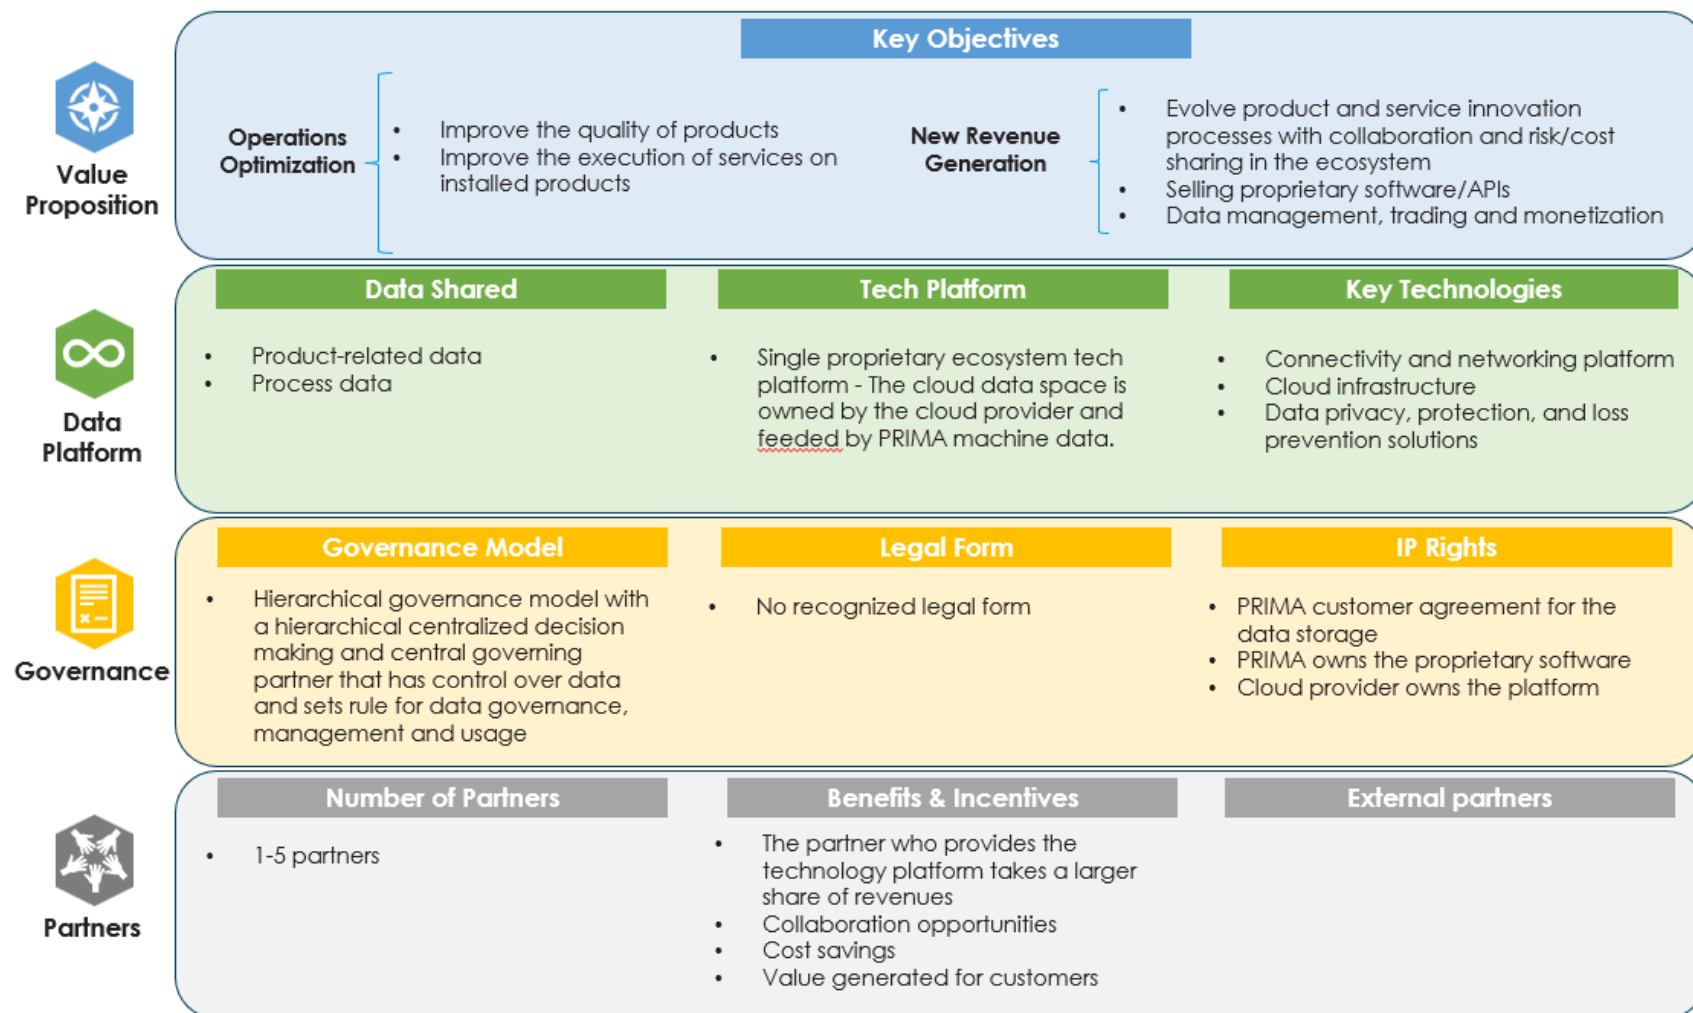 Key Objectives
Value
Proposition
Operations
Optimization
• Improve the quality of products
• Improve the execution of services on
installed products
New Revenue
Generation
• Evolve product and service innovation
processes with collaboration and risk/cost
sharing in the ecosystem
• Selling proprietary software/APIs
• Data management, trading and monetization
Data
Platform
Data Shared
• Product-related data
• Process data
Tech Platform
• Single proprietary ecosystem tech
platform - The cloud data space is
owned by the cloud provider and
feeded by PRIMA machine data.
Key Technologies
• Connectivity and networking platform
• Cloud infrastructure
• Data privacy, protection, and loss
prevention solutions
Governance
Governance Model
• Hierarchical governance model with
a hierarchical centralized decision
making and central governing
partner that has control over data
and sets rule for data governance,
management and usage
Legal Form
• No recognized legal form
IP Rights
• PRIMA customer agreement for the
data storage
• PRIMA owns the proprietary software
• Cloud provider owns the platform
Partners
Number of Partners
• 1-5 partners
Benefits & Incentives
• The partner who provides the
technology platform takes a larger
share of revenues
• Collaboration opportunities
• Cost savings
• Value generated for customers
External partners